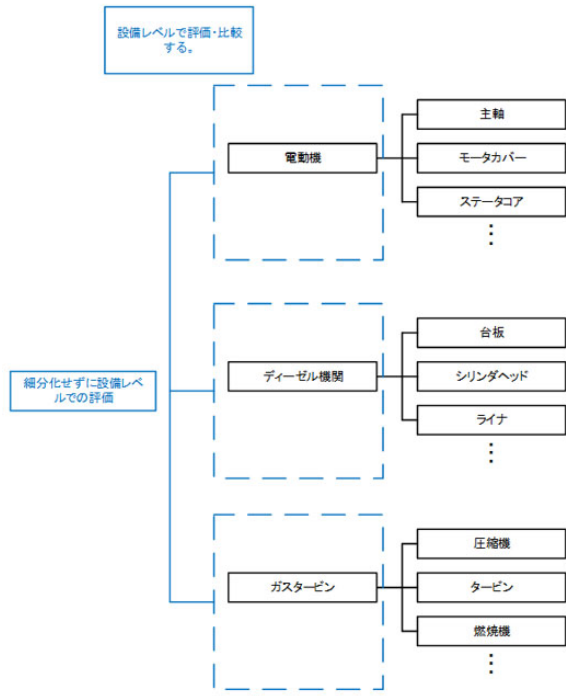 設備レベルで評価・比較
する。
電動機
主軸
モータカバー
ステータコア
⋮
細分化せずに設備レベ
ルでの評価
ディーゼル機関
台板
シリンダヘッド
ライナ
⋮
ガスタービン
圧縮機
タービン
燃焼機
⋮